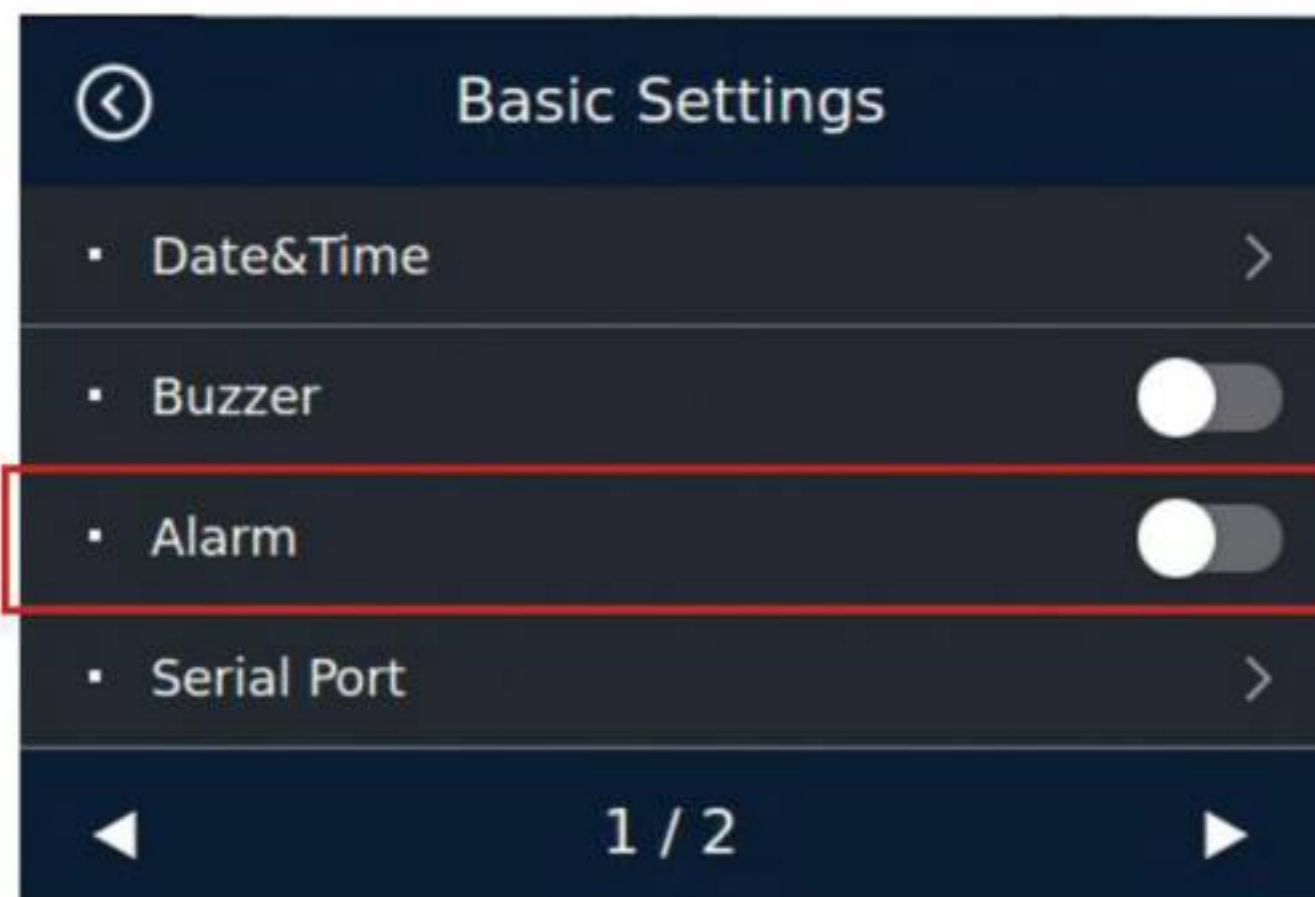 Basic Settings
Date&Time
Buzzer
Alarm
Serial Port
1 / 2